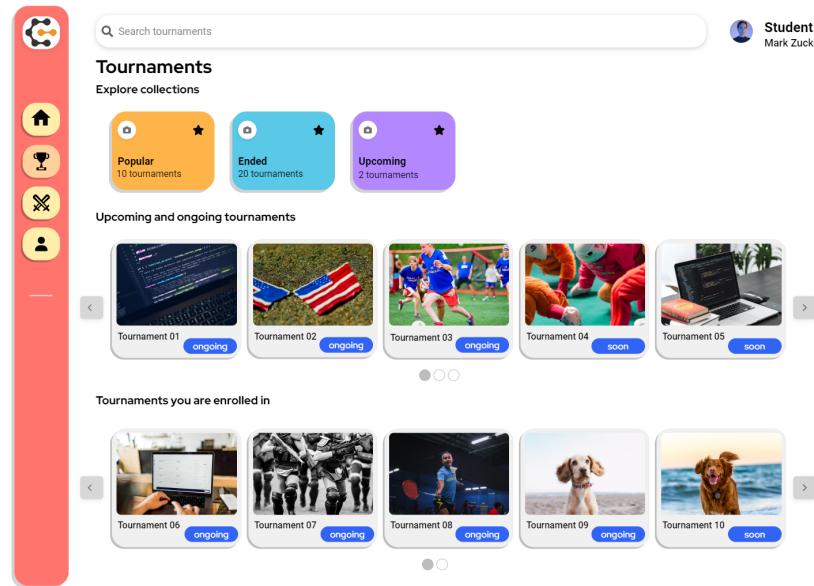 Search tournaments
Student
Mark Zuck
Tournaments
Explore collections
Popular
10 tournaments
Ended
20 tournaments
Upcoming
2 tournaments
Upcoming and ongoing tournaments
Tournament 01
ongoing
Tournament 02
ongoing
Tournament 03
ongoing
Tournament 04
soon
Tournament 05
soon
Tournaments you are enrolled in
Tournament 06
ongoing
Tournament 07
ongoing
Tournament 08
ongoing
Tournament 09
ongoing
Tournament 10
soon